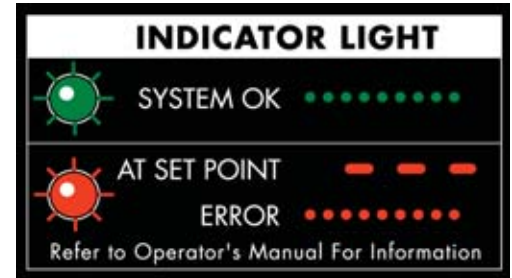 INDICATOR LIGHT
SYSTEM OK
AT SET POINT
ERROR
Refer to Operator's Manual For Information